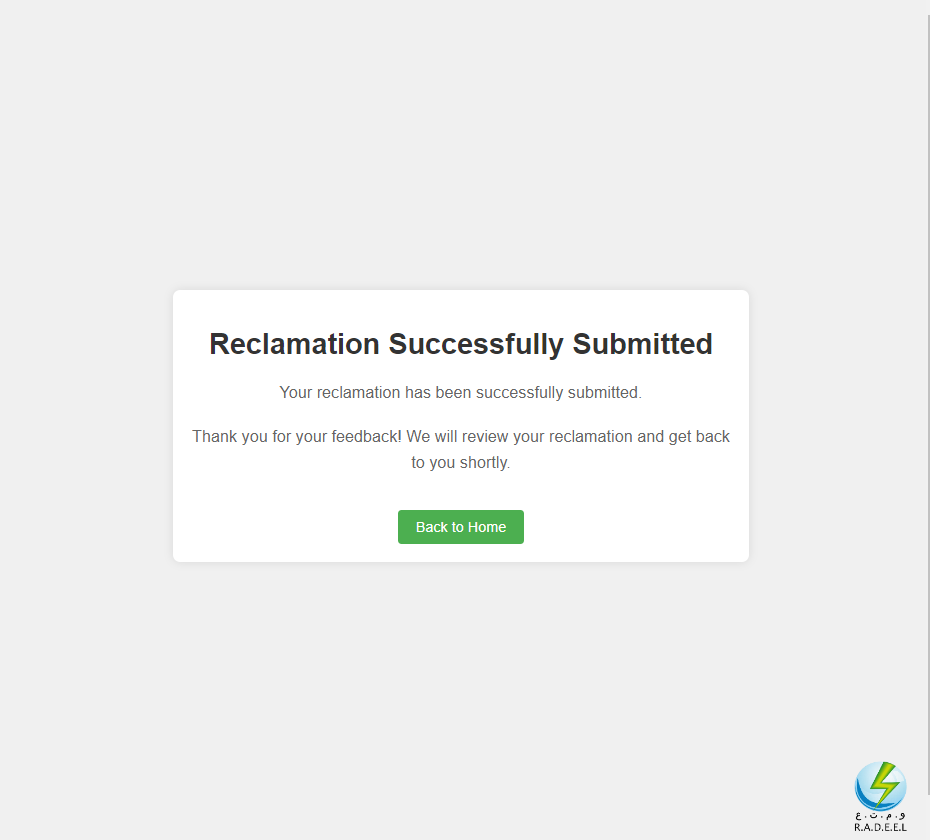 Reclamation Successfully Submitted
Your reclamation has been successfully submitted.
Thank you for your feedback! We will review your reclamation and get back
to you shortly.
Back to Home
و.م.ت.ع
R.A.D.E.E.L